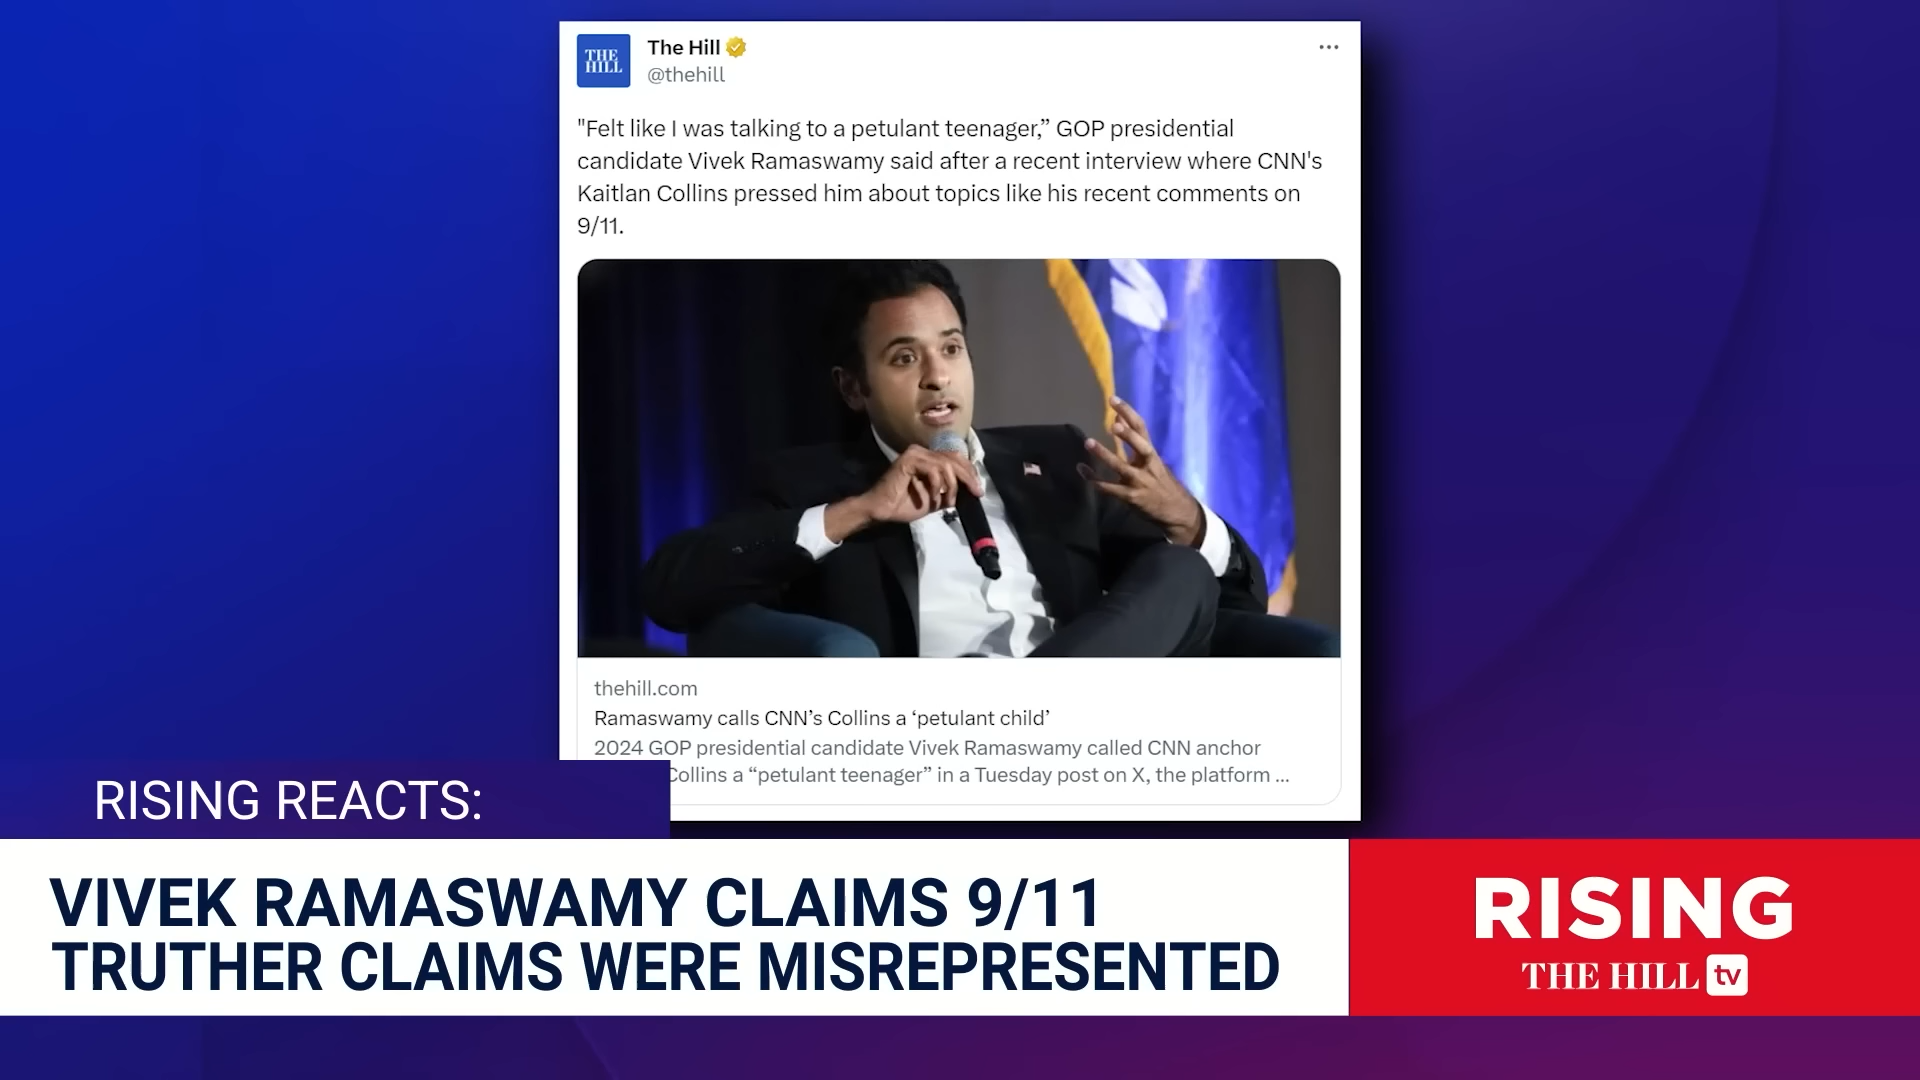 THE
HILL
The Hill
@thehill
"Felt like I was talking to a petulant teenager,” GOP presidential
candidate Vivek Ramaswamy said after a recent interview where CNN's
Kaitlan Collins pressed him about topics like his recent comments on
9/11.
thehill.com
Ramaswamy calls CNN’s Collins a ‘petulant child’
2024 GOP presidential candidate Vivek Ramaswamy called CNN anchor
Collins a “petulant teenager” in a Tuesday post on X, the platform ...
RISING REACTS:
VIVEK RAMASWAMY CLAIMS 9/11
TRUTHER CLAIMS WERE MISREPRESENTED
RISING
THE HILL tv